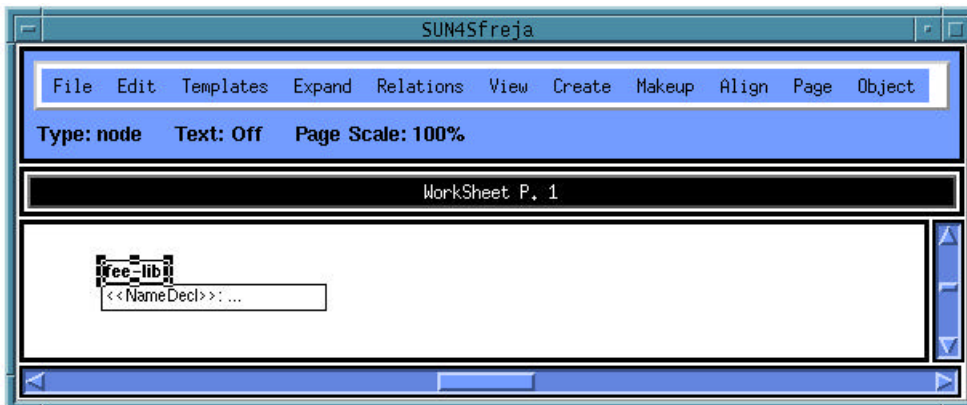 SUN4Sfreja
File Edit Templates Expand Relations View Create Makeup Align Page Object
Type: node Text: Off Page Scale: 100%
WorkSheet P. 1
fee-lib
<<NameDecl>>: ...